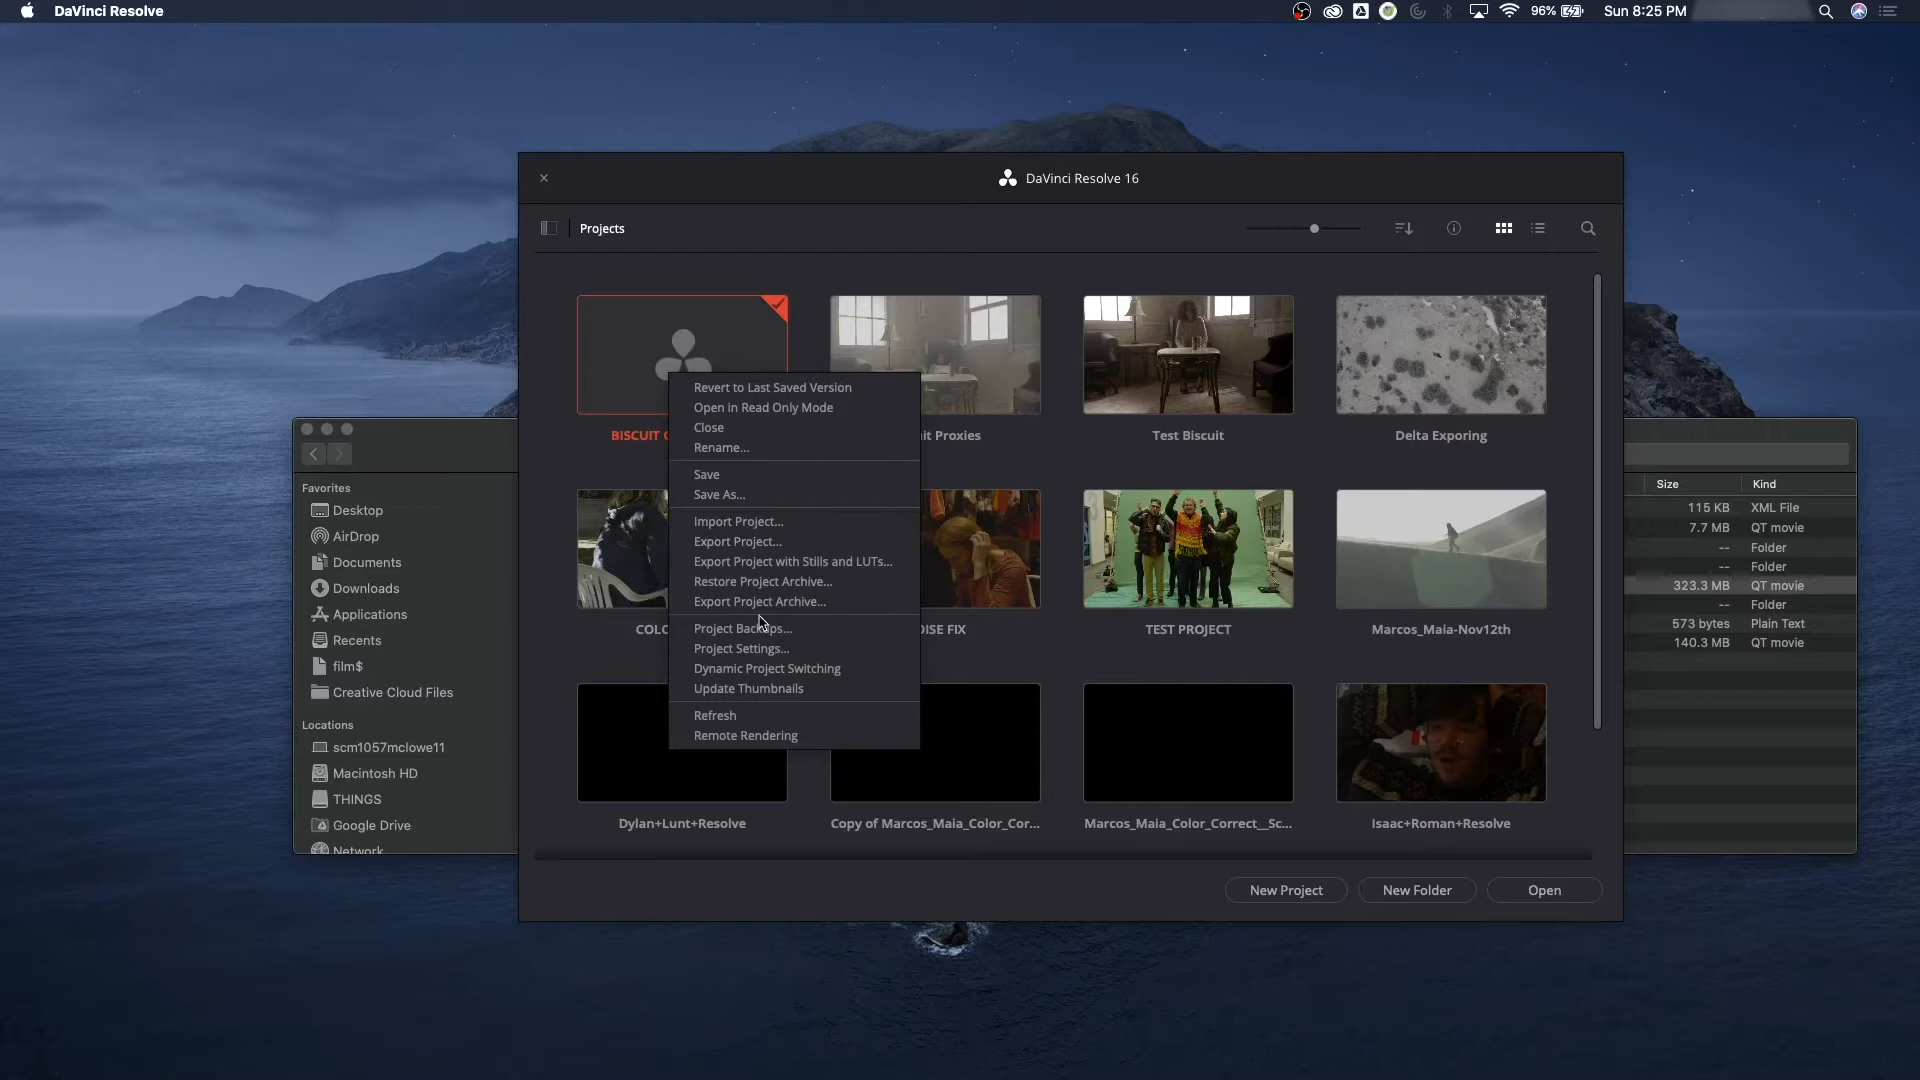 DaVinci Resolve
96%
Sun 8:25 PM
DaVinci Resolve 16
Projects
BISCUIT
it Proxies
Test Biscuit
Delta Exporing
Revert to Last Saved Version
Open in Read Only Mode
Close
Rename...
Save
Save As...
Import Project...
Export Project...
Export Project with Stills and LUTs...
Restore Project Archive...
Export Project Archive...
Project Backups...
Project Settings...
Dynamic Project Switching
Update Thumbnails
Refresh
Remote Rendering
COLO
OISE FIX
TEST PROJECT
Marcos_Maia-Nov12th
Dylan+Lunt+Resolve
Copy of Marcos_Maia_Color_Cor...
Marcos_Maia_Color_Correct__Sc...
Isaac+Roman+Resolve
New Project
New Folder
Open
Favorites
Desktop
AirDrop
Documents
Downloads
Applications
Recents
film$
Creative Cloud Files
Locations
scm1057mclowe11
Macintosh HD
THINGS
Google Drive
Network
Size Kind
115 KB XML File
7.7 MB QT movie
-- Folder
-- Folder
323.3 MB QT movie
-- Folder
573 bytes Plain Text
140.3 MB QT movie